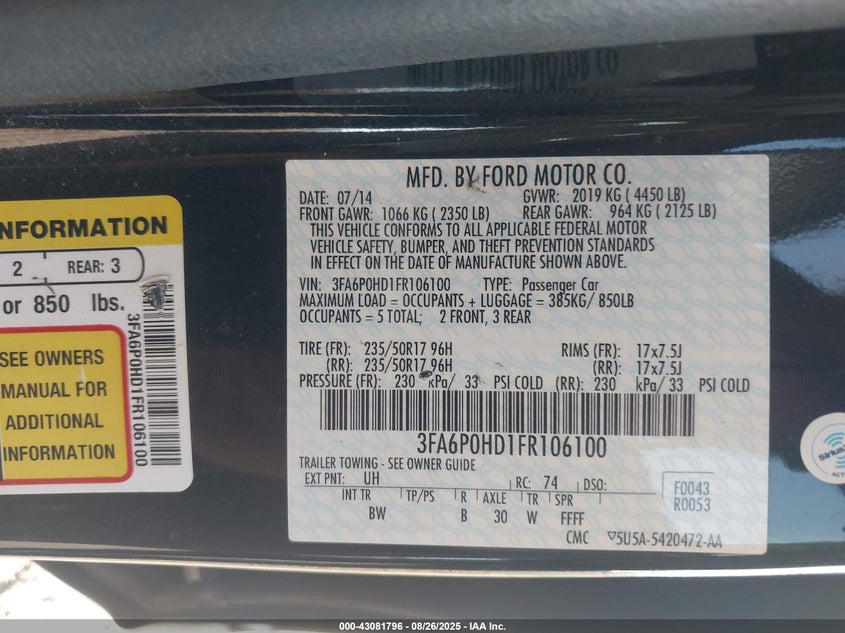 MFD. BY FORD MOTOR CO.
DATE: 07/14 GVWR: 2019 KG ( 4450 LB)
FRONT GAWR: 1066 KG ( 2350 LB) REAR GAWR: 964 KG ( 2125 LB)
THIS VEHICLE CONFORMS TO ALL APPLICABLE FEDERAL MOTOR
VEHICLE SAFETY, BUMPER, AND THEFT PREVENTION STANDARDS
IN EFFECT ON THE DATE OF MANUFACTURE SHOWN ABOVE.
VIN: 3FA6P0HD1FR106100 TYPE: Passenger Car
MAXIMUM LOAD = OCCUPANTS + LUGGAGE = 385KG/ 850LB
OCCUPANTS = 5 TOTAL; 2 FRONT, 3 REAR
TIRE (FR): 235/50R17 96H RIMS (FR): 17x7.5J
(RR): 235/50R17 96H (RR): 17x7.5J
PRESSURE (FR): 230 kPa/ 33 PSI COLD (RR): 230 kPa/ 33 PSI COLD
3FA6P0HD1FR106100
TRAILER TOWING - SEE OWNER GUIDE
EXT PNT: UH RC: 74 DSO:
F0043
R0053
INT TR TP/PS R AXLE TR SPR
BW B 30 W FFFF
CMC ▽5U5A-5420472-AA
INFORMATION
2 REAR: 3
or 850 lbs.
SEE OWNERS
MANUAL FOR
ADDITIONAL
INFORMATION
3FA6P0HD1FR106100
SiriusX
ACT
000-43081796 - 08/26/2025 - IAA Inc.